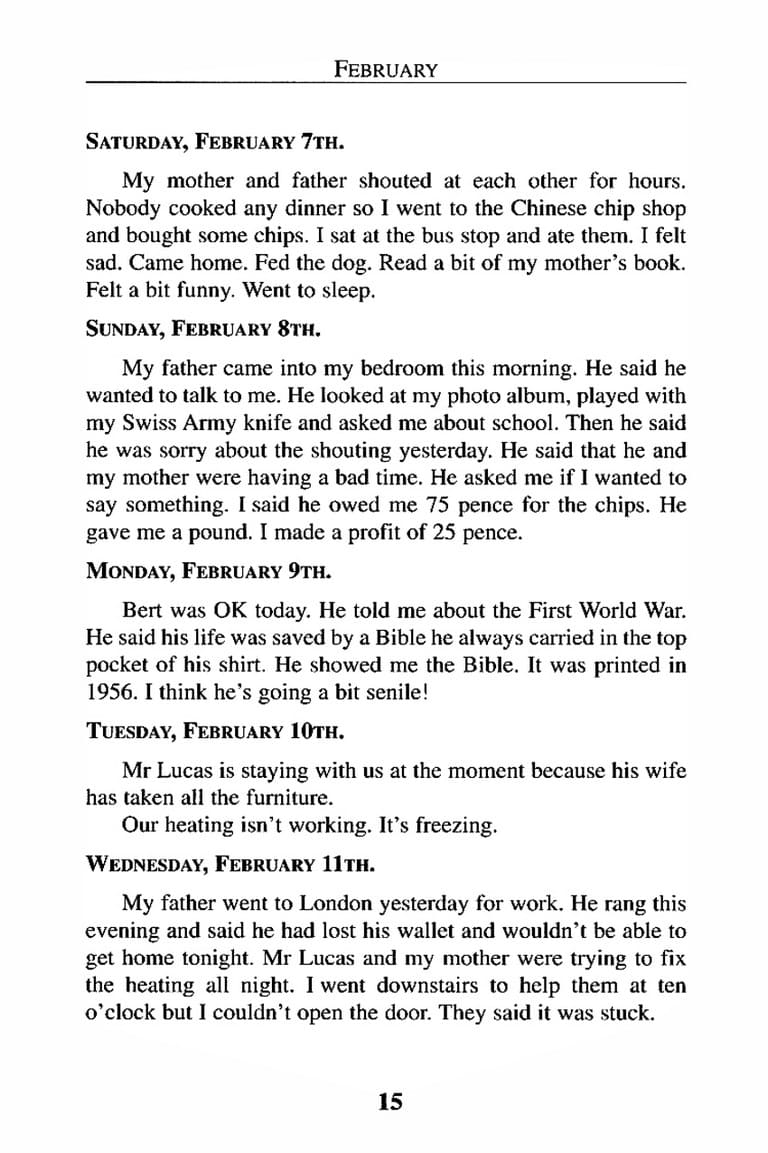 FEBRUARY
SATURDAY, FEBRUARY 7TH.
My mother and father shouted at each other for hours.
Nobody cooked any dinner so I went to the Chinese chip shop
and bought some chips. I sat at the bus stop and ate them. I felt
sad. Came home. Fed the dog. Read a bit of my mother's book.
Felt a bit funny. Went to sleep.
SUNDAY, FEBRUARY 8TH.
My father came into my bedroom this morning. He said he
wanted to talk to me. He looked at my photo album, played with
my Swiss Army knife and asked me about school. Then he said
he was sorry about the shouting yesterday. He said that he and
my mother were having a bad time. He asked me if I wanted to
say something. I said he owed me 75 pence for the chips. He
gave me a pound. I made a profit of 25 pence.
MONDAY, FEBRUARY 9TH.
Bert was OK today. He told me about the First World War.
He said his life was saved by a Bible he always carried in the top
pocket of his shirt. He showed me the Bible. It was printed in
1956. I think he's going a bit senile!
TUESDAY, FEBRUARY 10TH.
Mr Lucas is staying with us at the moment because his wife
has taken all the furniture.
Our heating isn't working. It's freezing.
WEDNESDAY, FEBRUARY 11TH.
My father went to London yesterday for work. He rang this
evening and said he had lost his wallet and wouldn't be able to
get home tonight. Mr Lucas and my mother were trying to fix
the heating all night. I went downstairs to help them at ten
o'clock but I couldn't open the door. They said it was stuck.
15